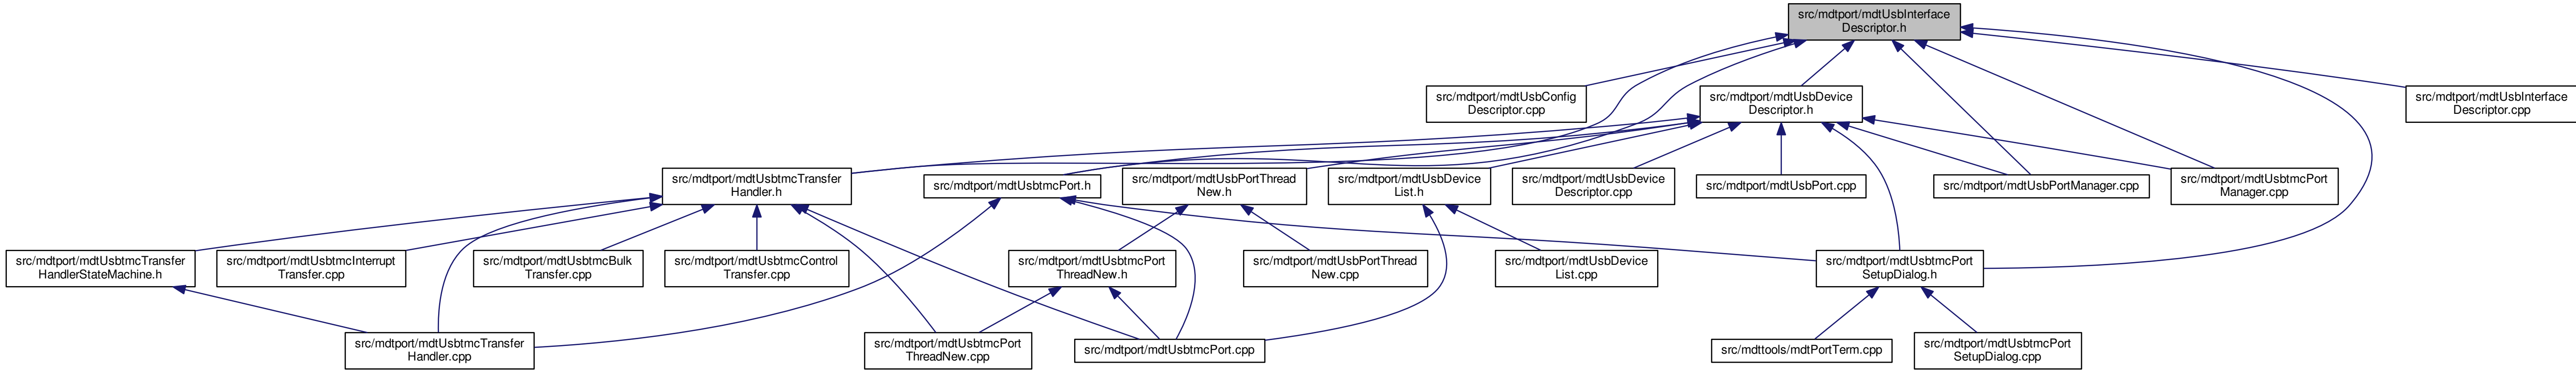 src/mdtport/mdtUsbInterface
Descriptor.h
src/mdtport/mdtUsbConfig
Descriptor.cpp
src/mdtport/mdtUsbDevice
Descriptor.h
src/mdtport/mdtUsbInterface
Descriptor.cpp
src/mdtport/mdtUsbtmcTransfer
Handler.h
src/mdtport/mdtUsbtmcPort.h
src/mdtport/mdtUsbPortThread
New.h
src/mdtport/mdtUsbDevice
List.h
src/mdtport/mdtUsbDevice
Descriptor.cpp
src/mdtport/mdtUsbPort.cpp
src/mdtport/mdtUsbPortManager.cpp
src/mdtport/mdtUsbtmcPort
Manager.cpp
src/mdtport/mdtUsbtmcTransfer
HandlerStateMachine.h
src/mdtport/mdtUsbtmcInterrupt
Transfer.cpp
src/mdtport/mdtUsbtmcBulk
Transfer.cpp
src/mdtport/mdtUsbtmcControl
Transfer.cpp
src/mdtport/mdtUsbtmcPort
ThreadNew.h
src/mdtport/mdtUsbPortThread
New.cpp
src/mdtport/mdtUsbDevice
List.cpp
src/mdtport/mdtUsbtmcPort
SetupDialog.h
src/mdtport/mdtUsbtmcTransfer
Handler.cpp
src/mdtport/mdtUsbtmcPort
ThreadNew.cpp
src/mdtport/mdtUsbtmcPort.cpp
src/mdttools/mdtPortTerm.cpp
src/mdtport/mdtUsbtmcPort
SetupDialog.cpp